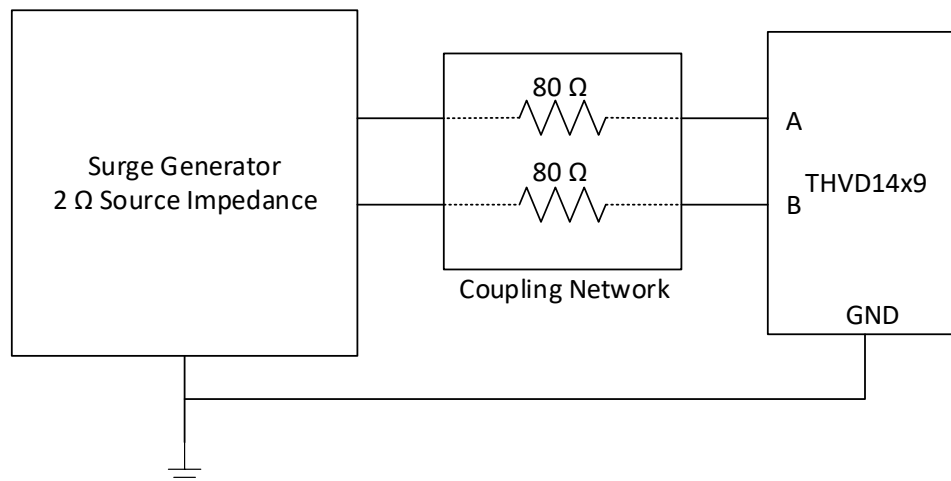 80 Ω
Surge Generator
2 Ω Source Impedance
80 Ω
A
THVD14x9
B
Coupling Network
GND